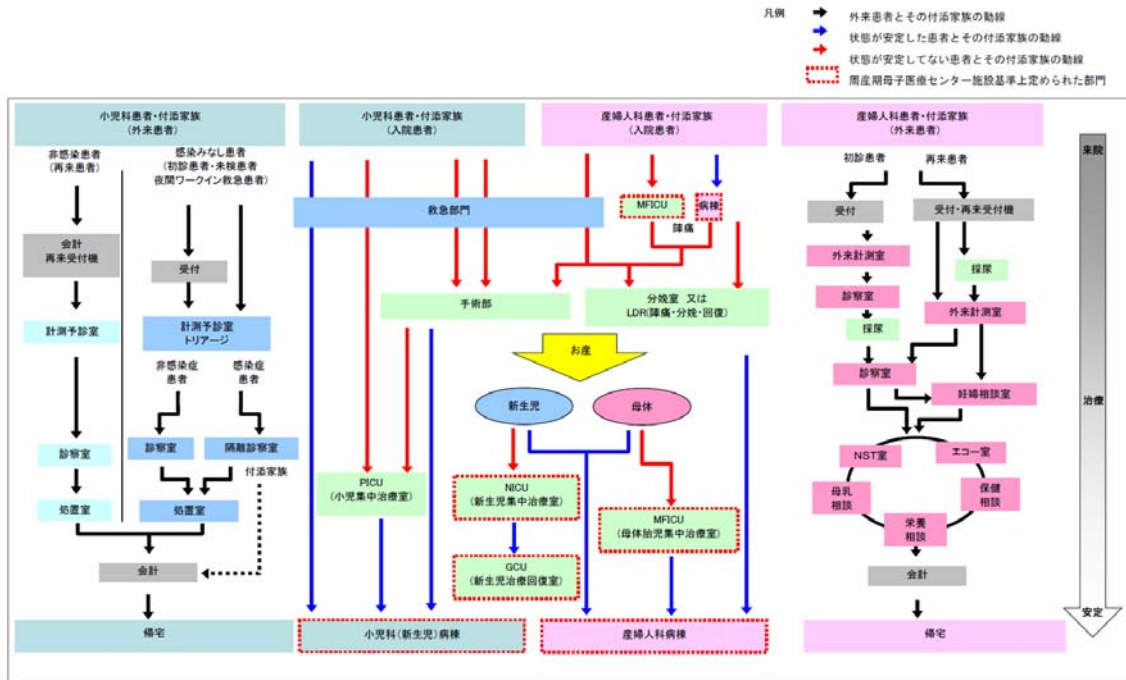 凡例
外来患者とその付添家族の動線
状態が安定した患者とその付添家族の動線
状態が安定してない患者とその付添家族の動線
周産期母子医療センター施設基準上定められた部門
小児科患者・付添家族
(外来患者)
小児科患者・付添家族
(入院患者)
産婦人科患者・付添家族
(入院患者)
産婦人科患者・付添家族
(外来患者)
来院
治療
安定
非感染患者
(再来患者)
感染みなし患者
(初診患者・未検患者
夜間ワークイン救急患者)
会計
再来受付機
受付
計測予診室
計測予診室
トリアージ
非感染症
患者
感染症
患者
診察室
診察室
隔離診察室
付添家族
処置室
処置室
会計
帰宅
救急部門
MFICU
病棟
陣痛
手術部
分娩室 又は
LDR(陣痛・分娩・回復)
お産
新生児
母体
PICU
(小児集中治療室)
NICU
(新生児集中治療室)
MFICU
(母体胎児集中治療室)
GCU
(新生児治療回復室)
小児科(新生児)病棟
産婦人科病棟
初診患者
再来患者
受付
受付・再来受付機
外来計測室
採尿
診察室
外来計測室
採尿
診察室
妊婦相談室
NST室
エコー室
母乳
相談
保健
相談
栄養
相談
会計
帰宅